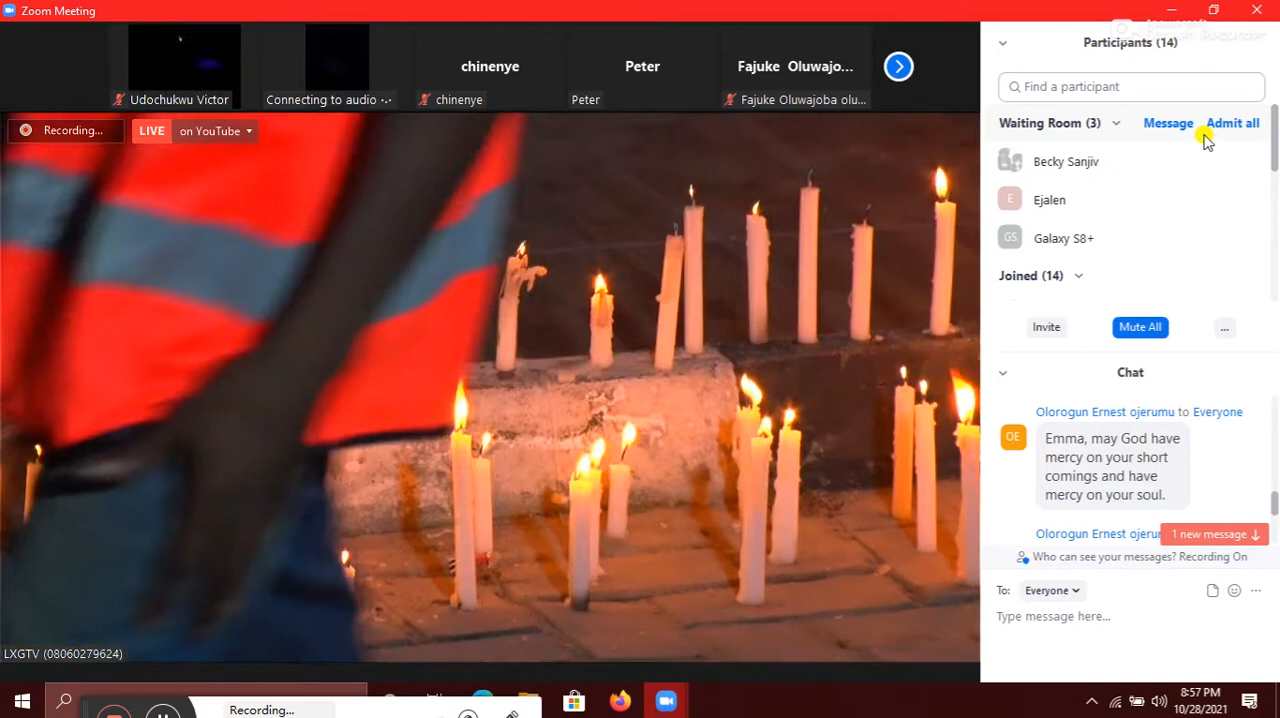 Zoom Meeting
Udochukwu Victor
Connecting to audio ...
chinenye
chinenye
Peter
Peter
Fajuke Oluwajo...
Fajuke Oluwajoba olu...
Recording...
LIVE on YouTube
LXGTV (08060279624)
Participants (14)
Find a participant
Waiting Room (3)
Message
Admit all
Becky Sanjiv
E
Ejalen
GS
Galaxy S8+
Joined (14)
Invite
Mute All
...
Chat
Olorogun Ernest ojerumu to Everyone
OE
Emma, may God have
mercy on your short
comings and have
mercy on your soul.
Olorogun Ernest ojeru
1 new message
Who can see your messages? Recording On
To: Everyone
Type message here...
Recording...
8:57 PM
10/28/2021